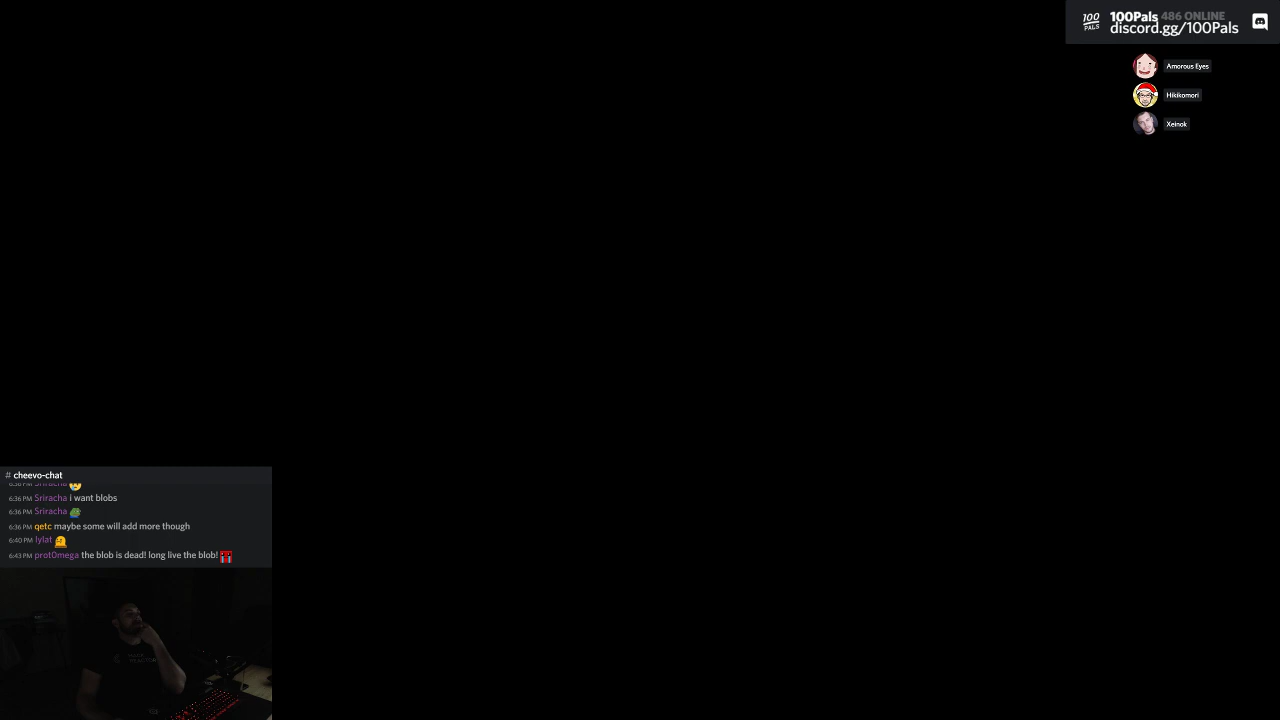 100
PALS
100Pals 486 ONLINE
discord.gg/100Pals
Amorous Eyes
Hikikomori
Xeinok
# cheevo-chat
Sriracha
6:36 PM Sriracha i want blobs
6:36 PM Sriracha
6:36 PM qetc maybe some will add more though
6:40 PM lylat
6:43 PM prot0mega the blob is dead! long live the blob!